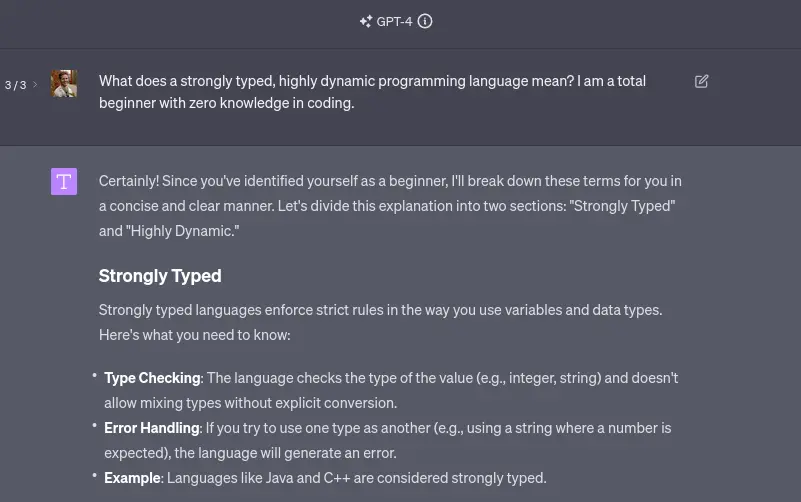 GPT-4
3 / 3
What does a strongly typed, highly dynamic programming language mean? I am a total
beginner with zero knowledge in coding.
T
Certainly! Since you've identified yourself as a beginner, I'll break down these terms for you in
a concise and clear manner. Let's divide this explanation into two sections: "Strongly Typed"
and "Highly Dynamic."
Strongly Typed
Strongly typed languages enforce strict rules in the way you use variables and data types.
Here's what you need to know:
• Type Checking: The language checks the type of the value (e.g., integer, string) and doesn't
allow mixing types without explicit conversion.
• Error Handling: If you try to use one type as another (e.g., using a string where a number is
expected), the language will generate an error.
• Example: Languages like Java and C++ are considered strongly typed.